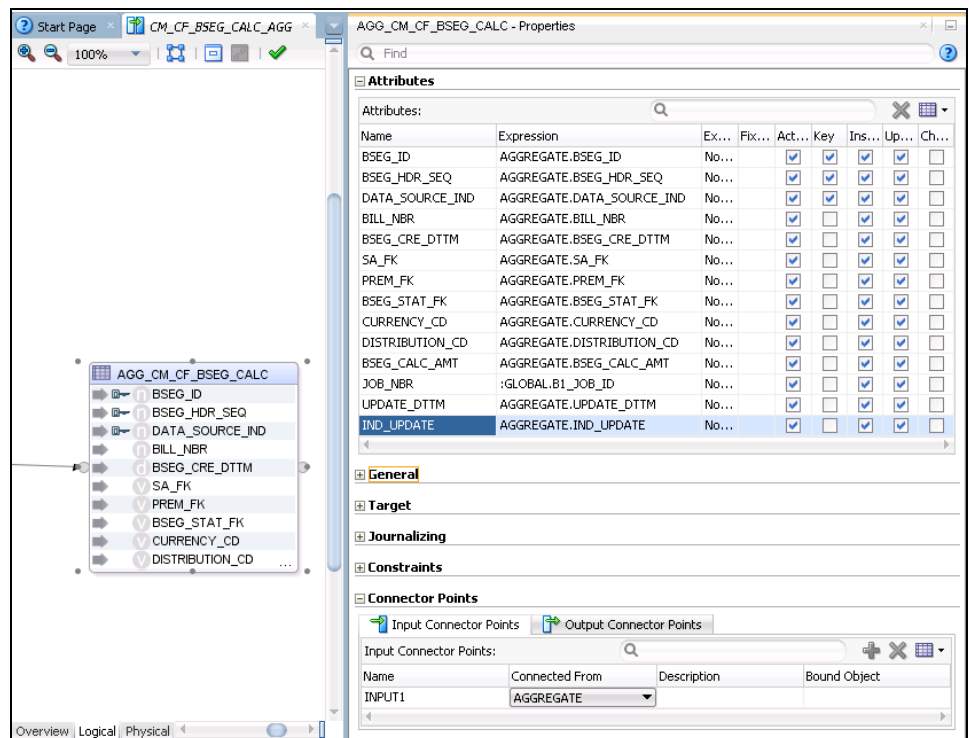 Start Page
CM_CF_BSEG_CALC_AGG
100%
AGG_CM_CF_BSEG_CALC
BSEG_ID
BSEG_HDR_SEQ
DATA_SOURCE_IND
BILL_NBR
BSEG_CRE_DTTM
SA_FK
PREM_FK
BSEG_STAT_FK
CURRENCY_CD
DISTRIBUTION_CD
...
Overview Logical Physical
AGG_CM_CF_BSEG_CALC - Properties
Find
Attributes
Attributes:
Name Expression Ex... Fix... Act... Key Ins... Up... Ch...
BSEG_ID AGGREGATE.BSEG_ID No...
BSEG_HDR_SEQ AGGREGATE.BSEG_HDR_SEQ No...
DATA_SOURCE_IND AGGREGATE.DATA_SOURCE_IND No...
BILL_NBR AGGREGATE.BILL_NBR No...
BSEG_CRE_DTTM AGGREGATE.BSEG_CRE_DTTM No...
SA_FK AGGREGATE.SA_FK No...
PREM_FK AGGREGATE.PREM_FK No...
BSEG_STAT_FK AGGREGATE.BSEG_STAT_FK No...
CURRENCY_CD AGGREGATE.CURRENCY_CD No...
DISTRIBUTION_CD AGGREGATE.DISTRIBUTION_CD No...
BSEG_CALC_AMT AGGREGATE.BSEG_CALC_AMT No...
JOB_NBR :GLOBAL.B1_JOB_ID No...
UPDATE_DTTM AGGREGATE.UPDATE_DTTM No...
IND_UPDATE AGGREGATE.IND_UPDATE No...
General
Target
Journalizing
Constraints
Connector Points
Input Connector Points Output Connector Points
Input Connector Points:
Name Connected From Description Bound Object
INPUT1 AGGREGATE